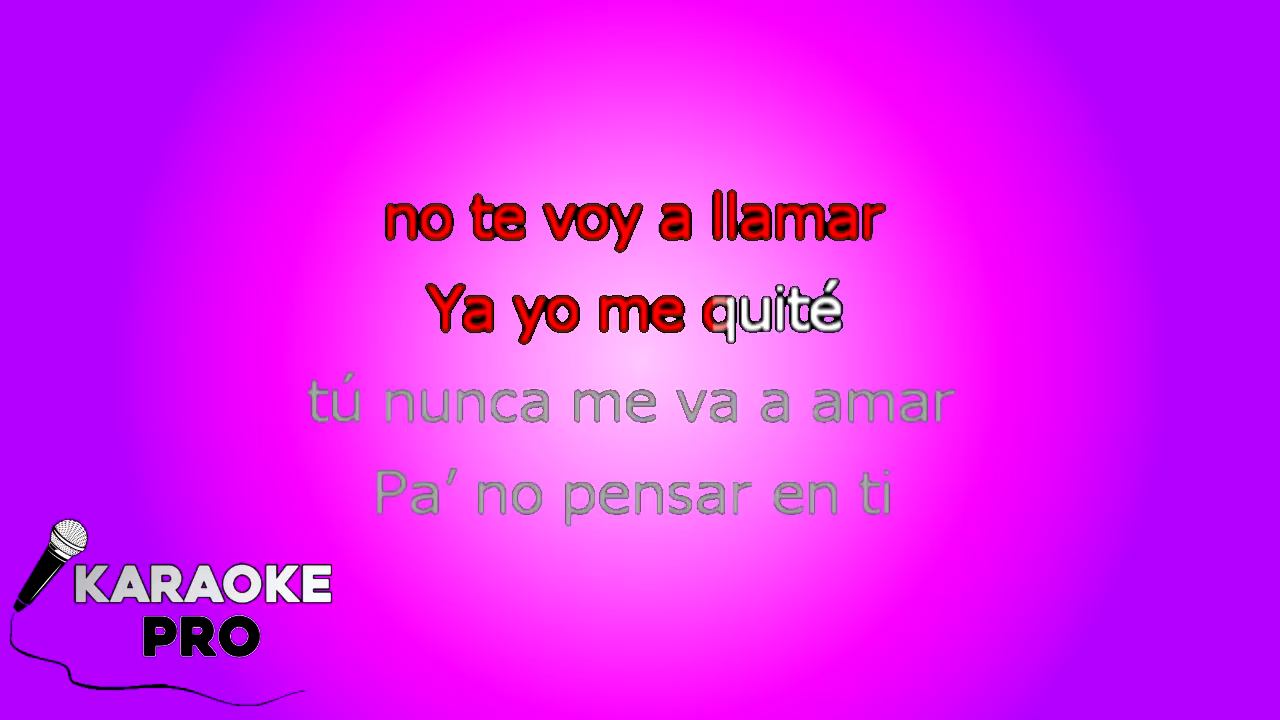 no te voy a llamar
Ya yo me quité
tú nunca me va a amar
Pa’ no pensar en ti
KARAOKE
PRO